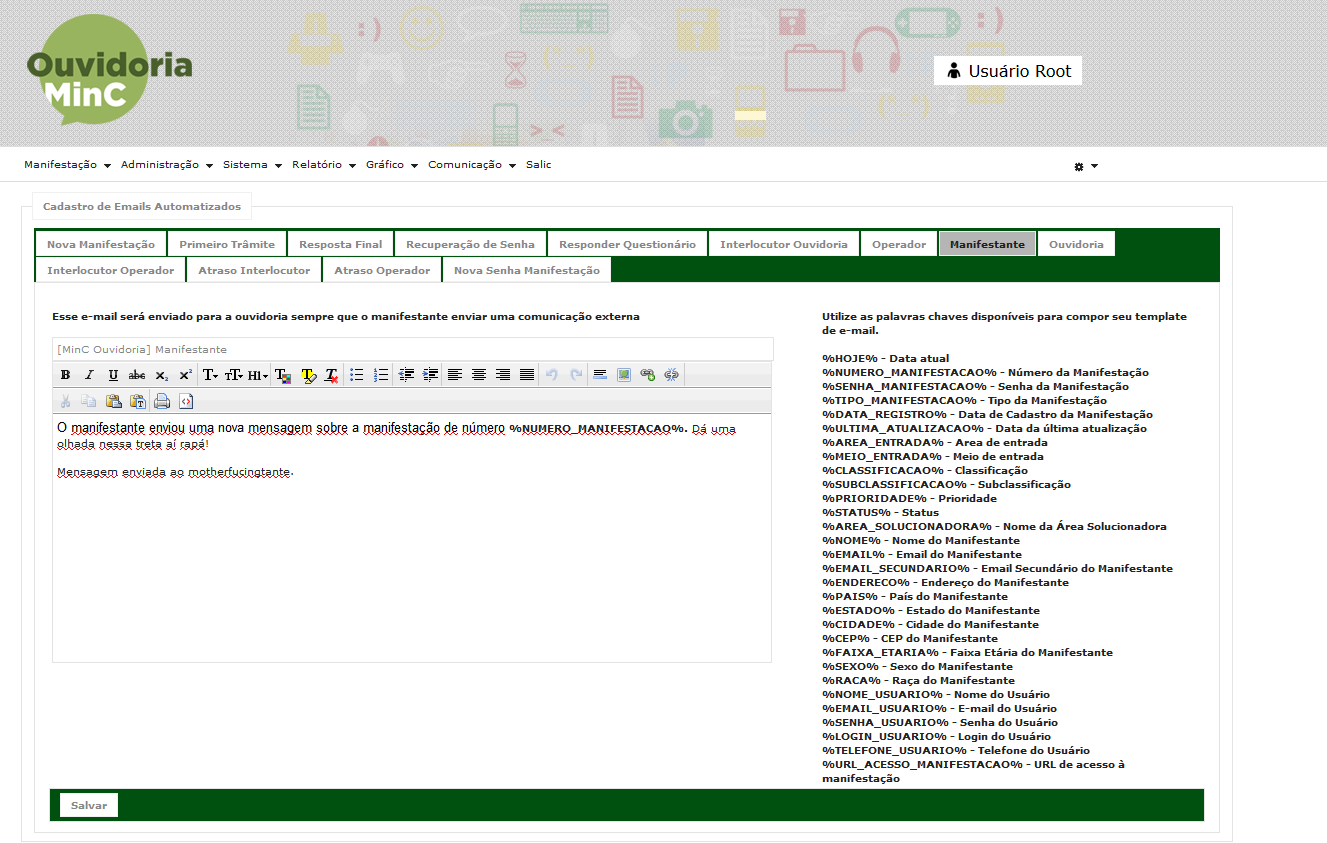 Ouvidoria
MinC
Usuário Root
Manifestação Administração Sistema Relatório Gráfico Comunicação Salic
Cadastro de Emails Automatizados
Nova Manifestação Primeiro Trâmite Resposta Final Recuperação de Senha Responder Questionário Interlocutor Ouvidoria Operador Manifestante Ouvidoria
Interlocutor Operador Atraso Interlocutor Atraso Operador Nova Senha Manifestação
Esse e-mail será enviado para a ouvidoria sempre que o manifestante enviar uma comunicação externa
[MinC Ouvidoria] Manifestante
O manifestante enviou uma nova mensagem sobre a manifestação de número %NUMERO_MANIFESTACAO%. Dá uma
olhada nessa treta aí rapá!
Mensagem enviada ao motherfucingtante.
Utilize as palavras chaves disponíveis para compor seu template
de e-mail.
%HOJE% - Data atual
%NUMERO_MANIFESTACAO% - Número da Manifestação
%SENHA_MANIFESTACAO% - Senha da Manifestação
%TIPO_MANIFESTACAO% - Tipo da Manifestação
%DATA_REGISTRO% - Data de Cadastro da Manifestação
%ULTIMA_ATUALIZACAO% - Data da última atualização
%AREA_ENTRADA% - Area de entrada
%MEIO_ENTRADA% - Meio de entrada
%CLASSIFICACAO% - Classificação
%SUBCLASSIFICACAO% - Subclassificação
%PRIORIDADE% - Prioridade
%STATUS% - Status
%AREA_SOLUCIONADORA% - Nome da Área Solucionadora
%NOME% - Nome do Manifestante
%EMAIL% - Email do Manifestante
%EMAIL_SECUNDARIO% - Email Secundário do Manifestante
%ENDERECO% - Endereço do Manifestante
%PAIS% - País do Manifestante
%ESTADO% - Estado do Manifestante
%CIDADE% - Cidade do Manifestante
%CEP% - CEP do Manifestante
%FAIXA_ETARIA% - Faixa Etária do Manifestante
%SEXO% - Sexo do Manifestante
%RACA% - Raça do Manifestante
%NOME_USUARIO% - Nome do Usuário
%EMAIL_USUARIO% - E-mail do Usuário
%SENHA_USUARIO% - Senha do Usuário
%LOGIN_USUARIO% - Login do Usuário
%TELEFONE_USUARIO% - Telefone do Usuário
%URL_ACESSO_MANIFESTACAO% - URL de acesso à
manifestação
Salvar